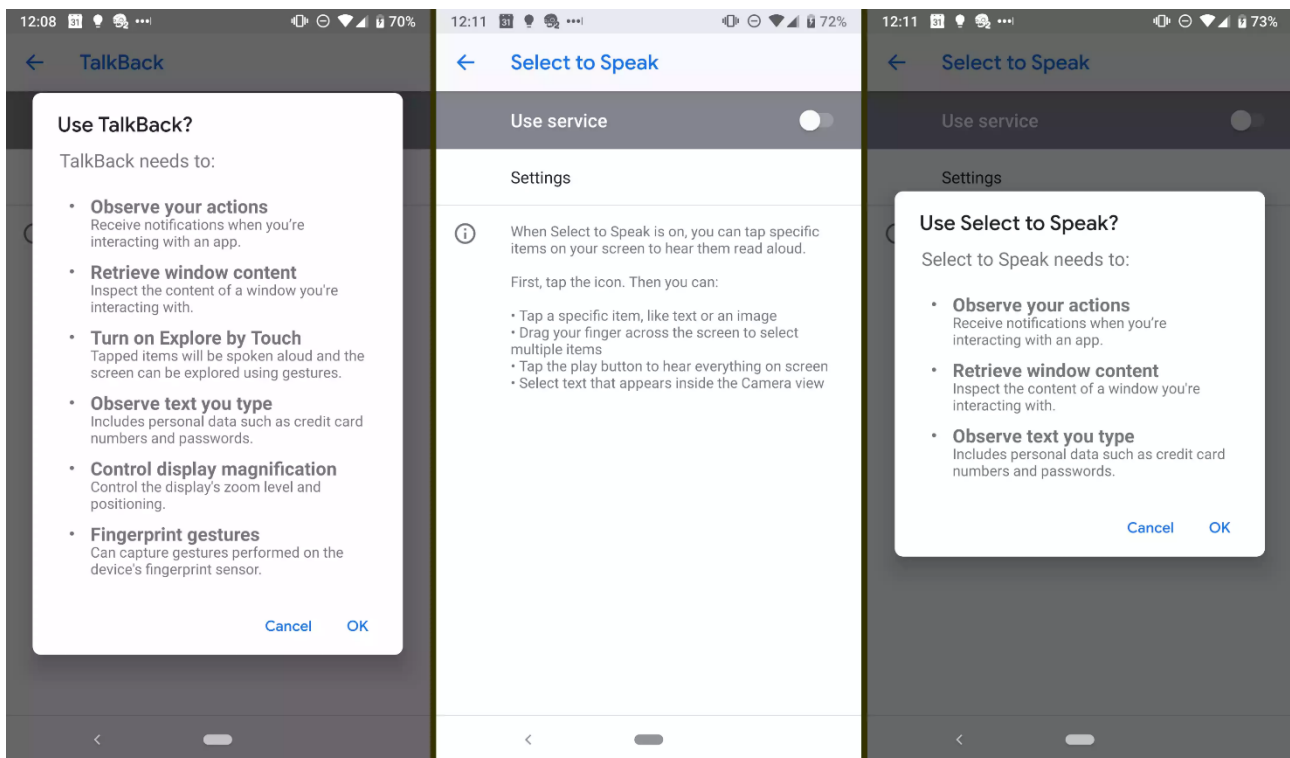 12:08 31 70%
TalkBack
Use TalkBack?
TalkBack needs to:
• Observe your actions
Receive notifications when you're
interacting with an app.
• Retrieve window content
Inspect the content of a window you're
interacting with.
• Turn on Explore by Touch
Tapped items will be spoken aloud and the
screen can be explored using gestures.
• Observe text you type
Includes personal data such as credit card
numbers and passwords.
• Control display magnification
Control the display's zoom level and
positioning.
• Fingerprint gestures
Can capture gestures performed on the
device's fingerprint sensor.
Cancel OK
12:11 31 72%
Select to Speak
Use service
Settings
When Select to Speak is on, you can tap specific
items on your screen to hear them read aloud.
First, tap the icon. Then you can:
• Tap a specific item, like text or an image
• Drag your finger across the screen to select
multiple items
• Tap the play button to hear everything on screen
• Select text that appears inside the Camera view
12:11 31 73%
Select to Speak
Use service
Settings
Use Select to Speak?
Select to Speak needs to:
• Observe your actions
Receive notifications when you're
interacting with an app.
• Retrieve window content
Inspect the content of a window you're
interacting with.
• Observe text you type
Includes personal data such as credit card
numbers and passwords.
Cancel OK